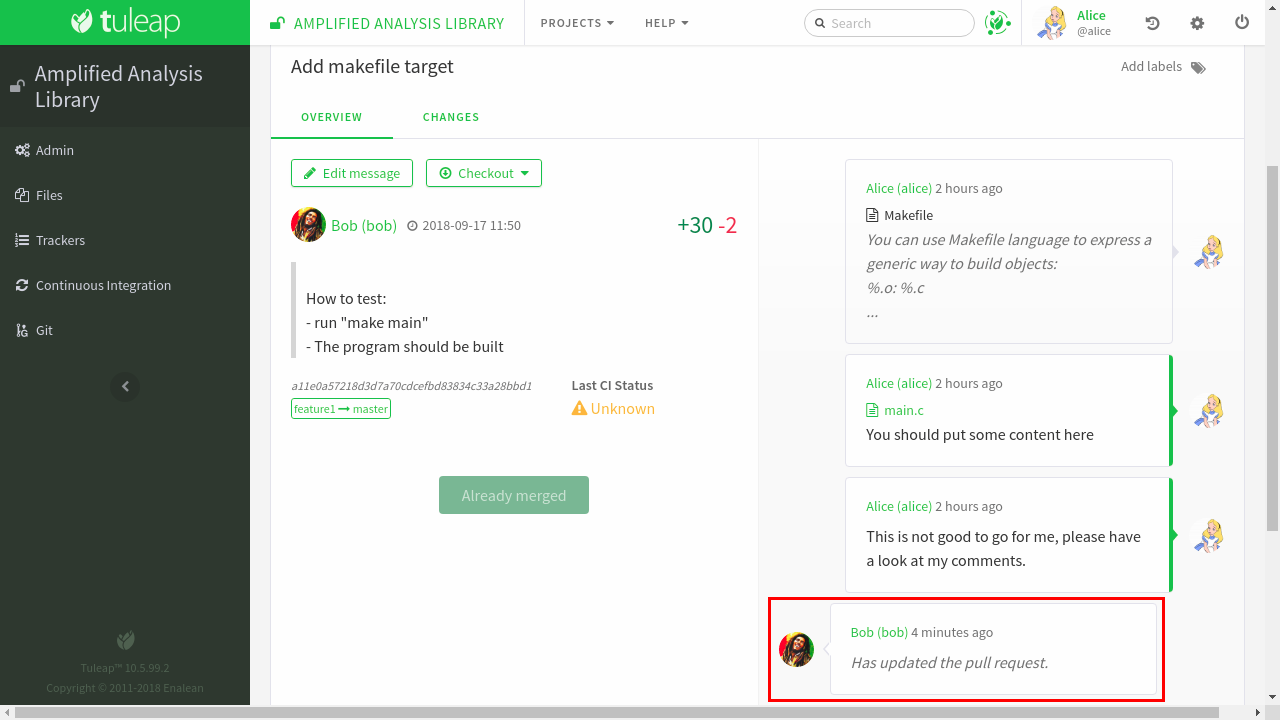 tuleap
AMPLIFIED ANALYSIS LIBRARY
PROJECTS
HELP
Search
Alice
@alice
Amplified Analysis
Library
Admin
Files
Trackers
Continuous Integration
Git
Tuleap™ 10.5.99.2
Copyright © 2011-2018 Enalean
Add makefile target
Add labels
OVERVIEW
CHANGES
Edit message
Checkout
Bob (bob) 2018-09-17 11:50
+30 -2
How to test:
- run "make main"
- The program should be built
a11e0a57218d3d7a70cdcefbd83834c33a28bbd1
feature1 → master
Last CI Status
Unknown
Already merged
Alice (alice) 2 hours ago
Makefile
You can use Makefile language to express a
generic way to build objects:
%.o: %.c
...
Alice (alice) 2 hours ago
main.c
You should put some content here
Alice (alice) 2 hours ago
This is not good to go for me, please have
a look at my comments.
Bob (bob) 4 minutes ago
Has updated the pull request.